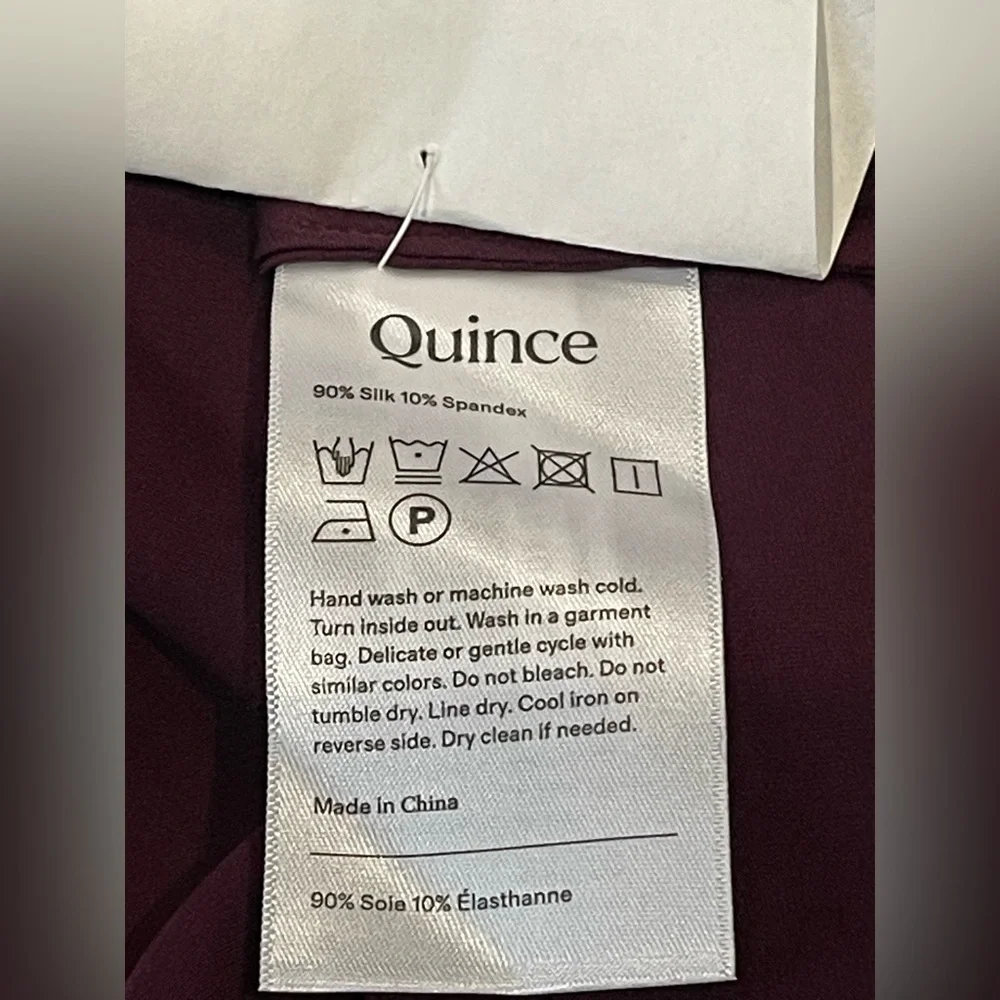 Quince
90% Silk 10% Spandex
P
Hand wash or machine wash cold.
Turn inside out. Wash in a garment
bag. Delicate or gentle cycle with
similar colors. Do not bleach. Do not
tumble dry. Line dry. Cool iron on
reverse side. Dry clean if needed.
Made in China
90% Soie 10% Élasthanne